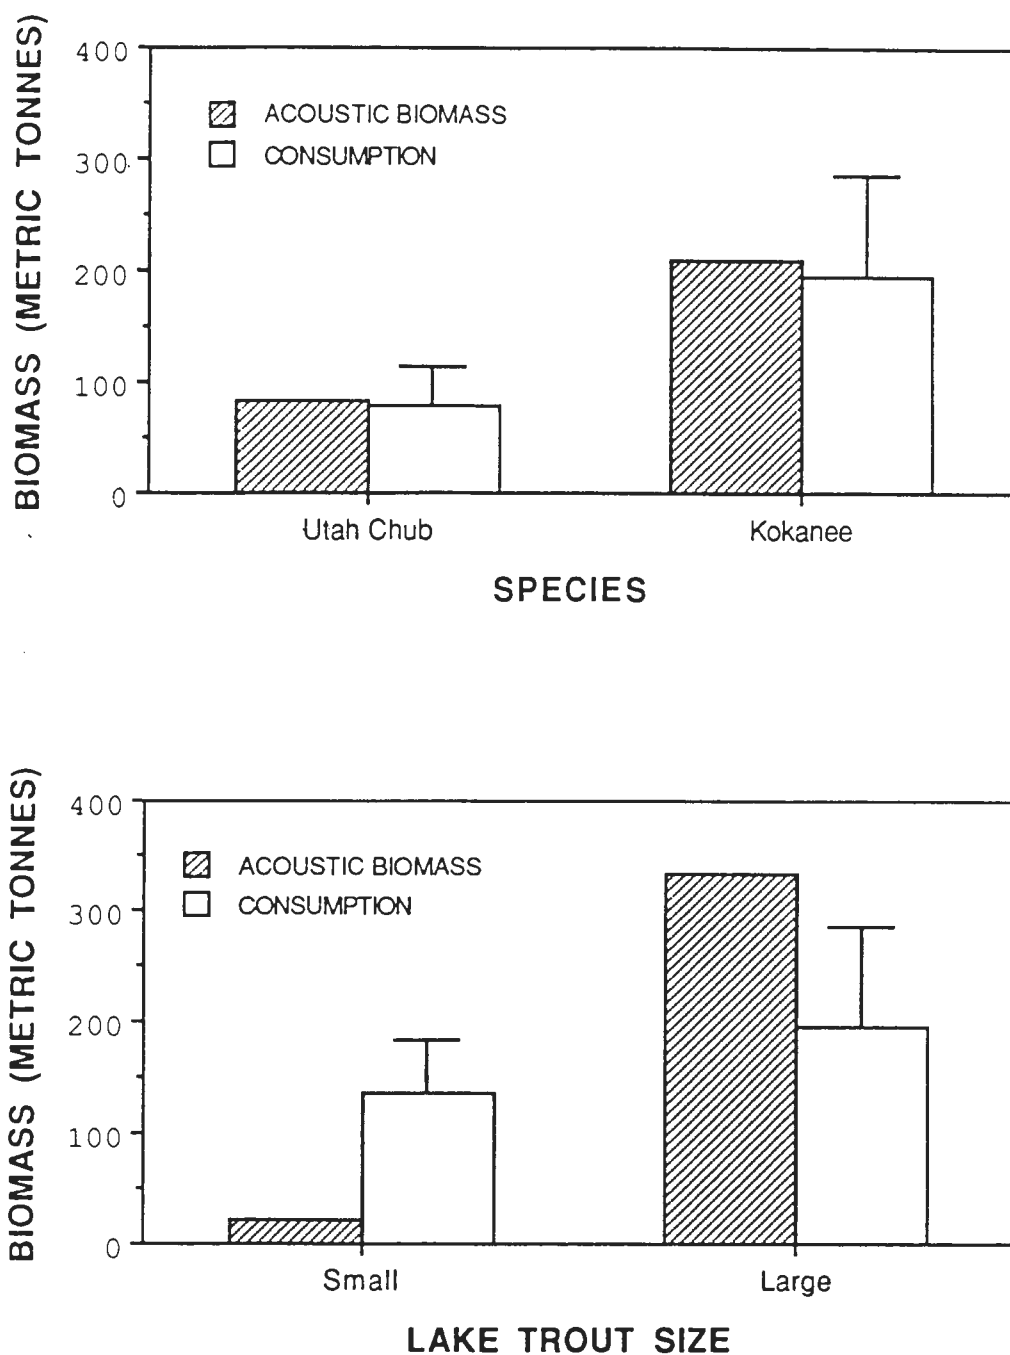 BIOMASS (METRIC TONNES)
400
300
200
100
0
ACOUSTIC BIOMASS
CONSUMPTION
Utah Chub
Kokanee
SPECIES
BIOMASS (METRIC TONNES)
400
300
200
100
0
ACOUSTIC BIOMASS
CONSUMPTION
Small
Large
LAKE TROUT SIZE